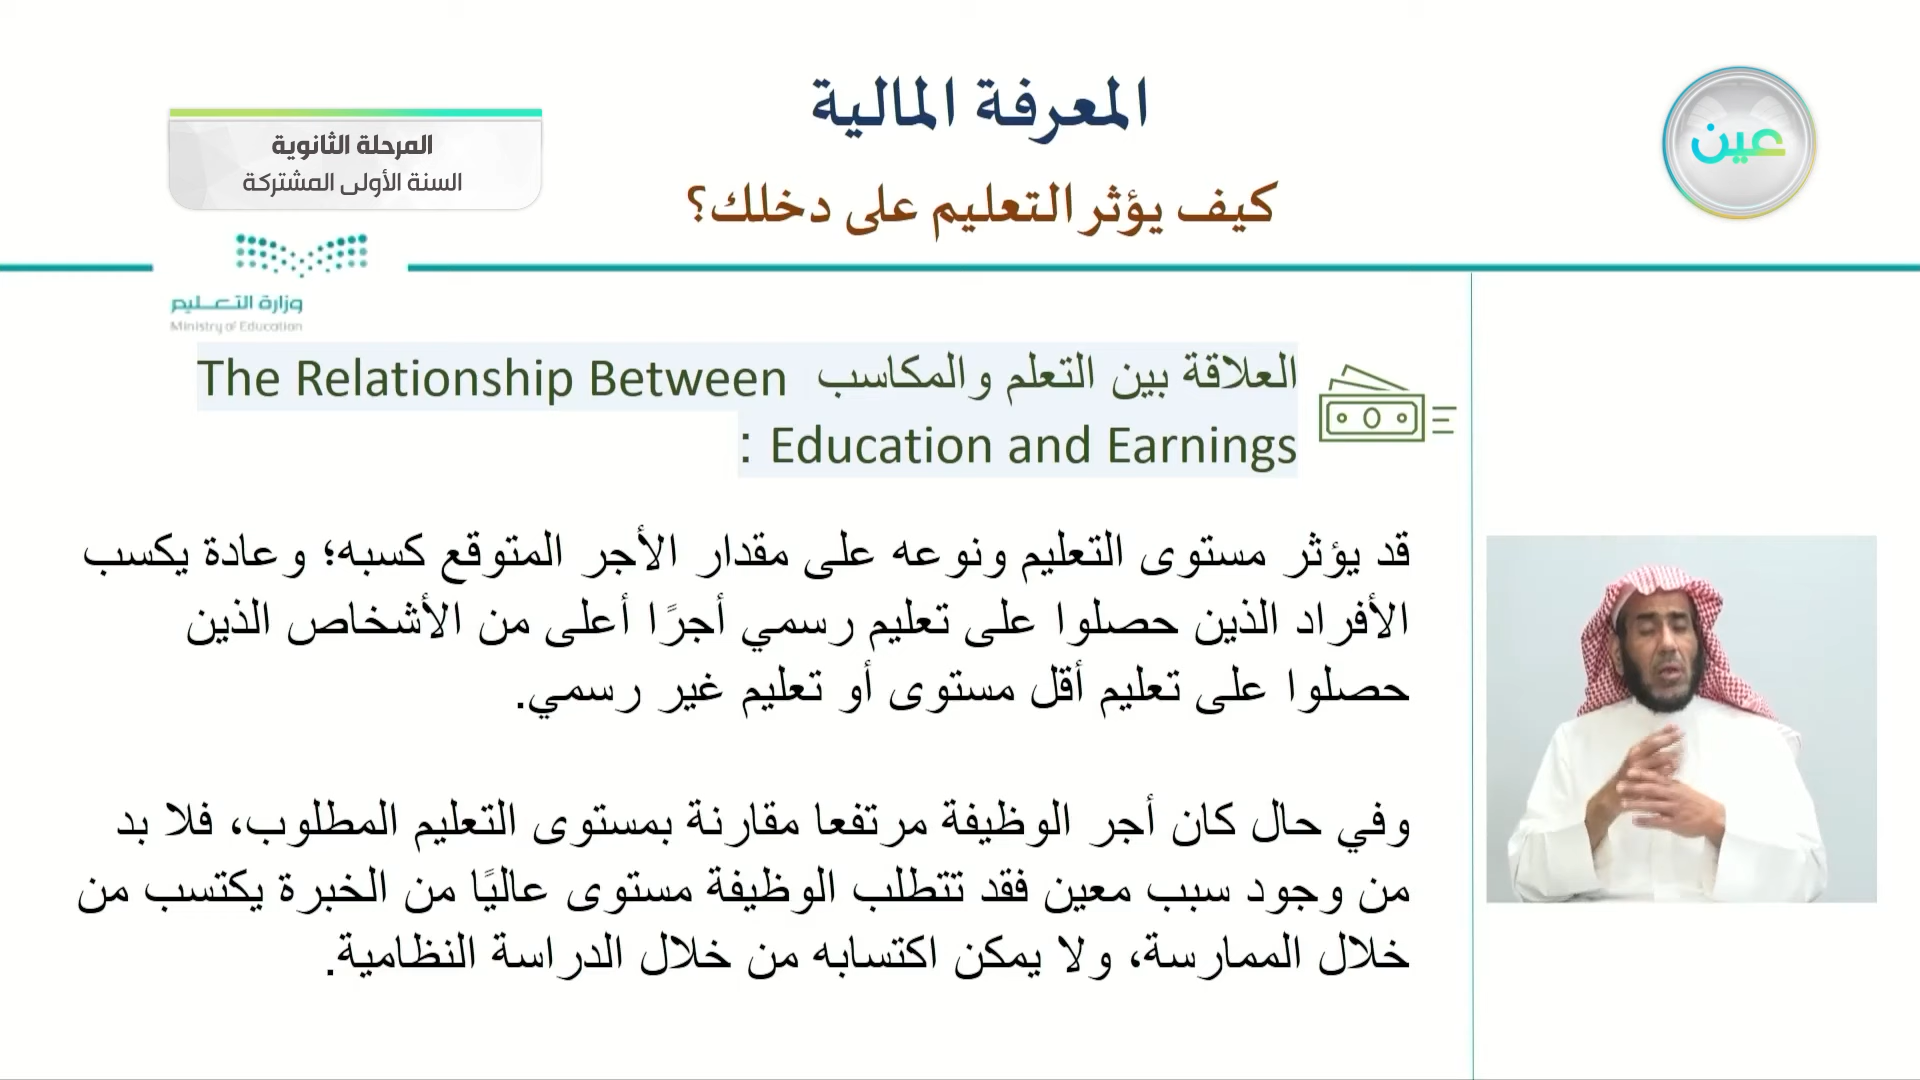 المعرفة المالية
كيف يؤثر التعليم على دخلك؟
عين
المرحلة الثانوية
السنة الأولى المشتركة
وزارة التعليم
Ministry of Education
العلاقة بين التعلم والمكاسب The Relationship Between
Education and Earnings :
قد يؤثر مستوى التعليم ونوعه على مقدار الأجر المتوقع كسبه؛ وعادة يكسب
الأفراد الذين حصلوا على تعليم رسمي أجرًا أعلى من الأشخاص الذين
حصلوا على تعليم أقل مستوى أو تعليم غير رسمي.
وفي حال كان أجر الوظيفة مرتفعا مقارنة بمستوى التعليم المطلوب، فلا بد
من وجود سبب معين فقد تتطلب الوظيفة مستوى عاليًا من الخبرة يكتسب من
خلال الممارسة، ولا يمكن اكتسابه من خلال الدراسة النظامية.